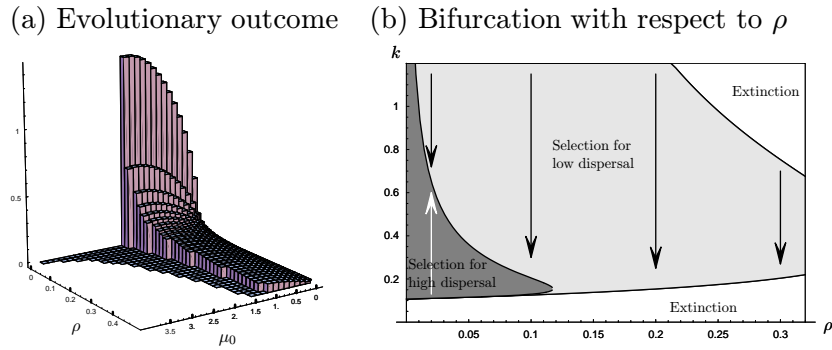 (a) Evolutionary outcome
(b) Bifurcation with respect to ρ
1
0.5
0
0
0.1
0.2
0.3
0.4
ρ
3.5
3.
2.5
2.
1.5
1.
0.5
0
μ₀
k
1
0.8
0.6
0.4
0.2
Extinction
Selection for
low dispersal
Selection for
high dispersal
Extinction
0.05
0.1
0.15
0.2
0.25
0.3
ρ